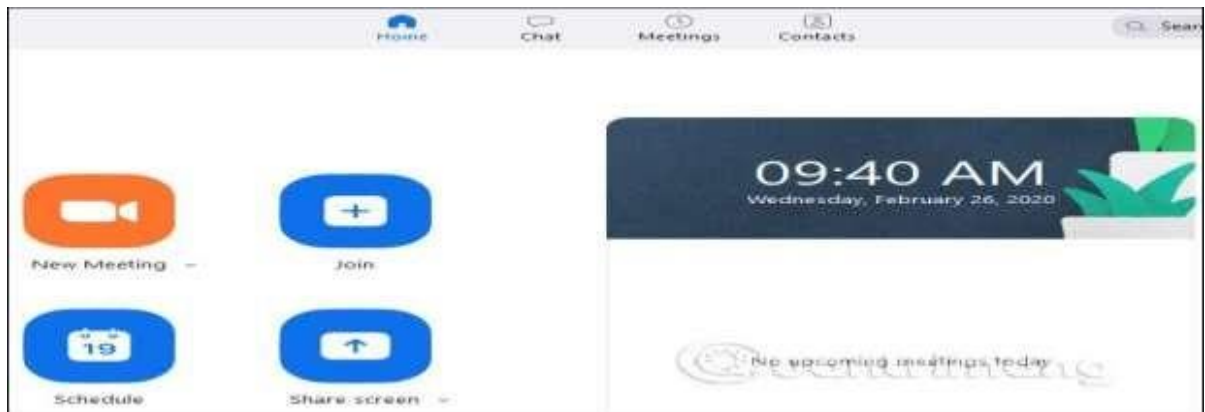 Home Chat Meetings Contacts Sear
09:40 AM
Wednesday, February 26, 2020
New Meeting Join
19
Schedule Share screen
No upcoming meetings today